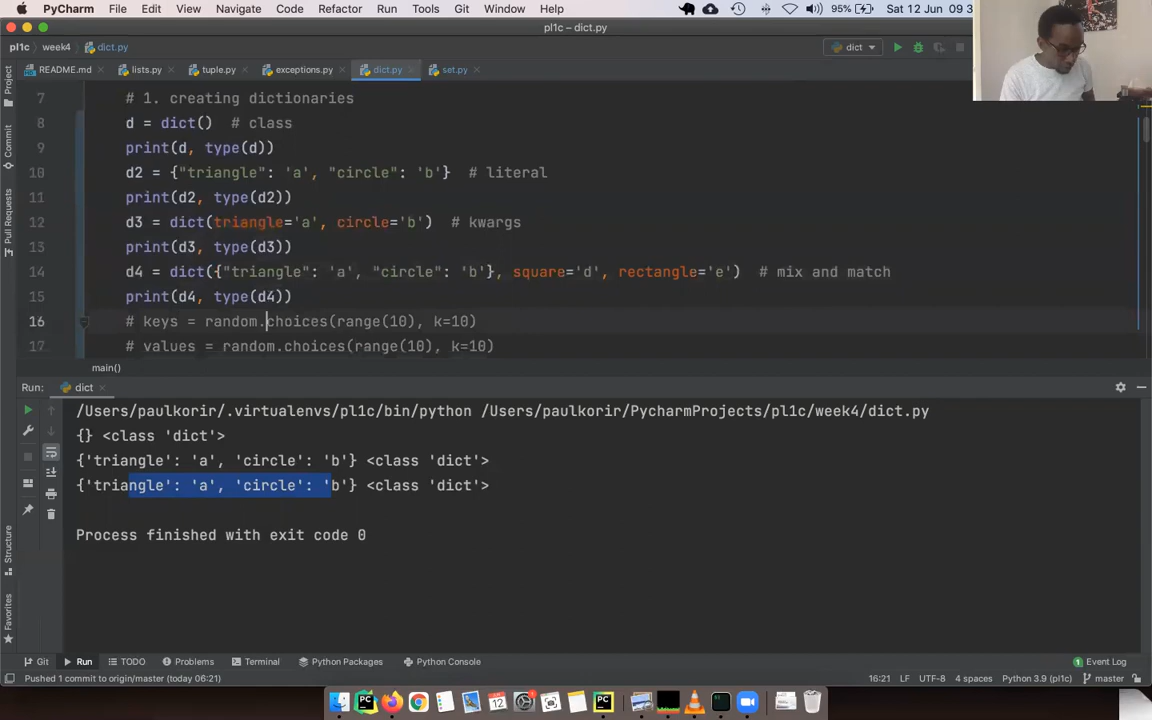 PyCharm File Edit View Navigate Code Refactor Run Tools Git Window Help 95% Sat 12 Jun 09 3
pl1c – dict.py
pl1c week4 dict.py dict
README.md lists.py tuple.py exceptions.py dict.py set.py
7 # 1. creating dictionaries
8 d = dict() # class
9 print(d, type(d))
10 d2 = {"triangle": 'a', "circle": 'b'} # literal
11 print(d2, type(d2))
12 d3 = dict(triangle='a', circle='b') # kwargs
13 print(d3, type(d3))
14 d4 = dict({"triangle": 'a', "circle": 'b'}, square='d', rectangle='e') # mix and match
15 print(d4, type(d4))
16 # keys = random.choices(range(10), k=10)
17 # values = random.choices(range(10), k=10)
main()
Run: dict
/Users/paulkorir/.virtualenvs/pl1c/bin/python /Users/paulkorir/PycharmProjects/pl1c/week4/dict.py
{} <class 'dict'>
{'triangle': 'a', 'circle': 'b'} <class 'dict'>
{'triangle': 'a', 'circle': 'b'} <class 'dict'>
Process finished with exit code 0
Project
Commit
Pull Requests
Structure
Favorites
Git Run TODO Problems Terminal Python Packages Python Console 1 Event Log
Pushed 1 commit to origin/master (today 06:21) 16:21 LF UTF-8 4 spaces Python 3.9 (pl1c) master